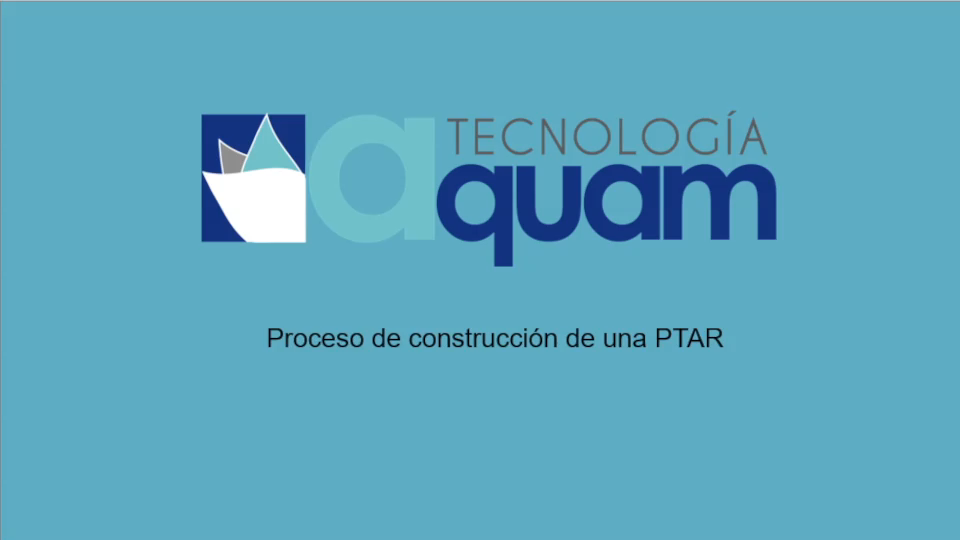 TECNOLOGÍA
aquam
Proceso de construcción de una PTAR